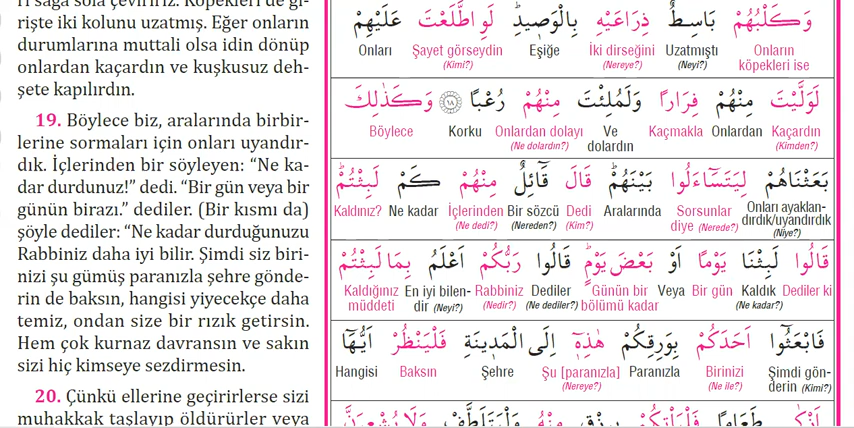 rı sağa sola çeviririz. Köpekleri de gi-
rişte iki kolunu uzatmış. Eğer onların
durumlarına muttali olsa idin dönüp
onlardan kaçardın ve kuşkusuz deh-
şete kapılırdın.
19. Böylece biz, aralarında birbir-
lerine sormaları için onları uyandır-
dık. İçlerinden bir söyleyen: “Ne ka-
dar durdunuz!” dedi. “Bir gün veya bir
günün birazı.” dediler. (Bir kısmı da)
şöyle dediler: “Ne kadar durduğunuzu
Rabbiniz daha iyi bilir. Şimdi siz biri-
nizi şu gümüş paranızla şehre gönde-
rin de baksın, hangisi yiyecekçe daha
temiz, ondan size bir rızık getirsin.
Hem çok kurnaz davransın ve sakın
sizi hiç kimseye sezdirmesin.
20. Çünkü ellerine geçirirlerse sizi
muhakkak taşlayıp öldürürler veya
وَكَلْبُهُمْ بَاسِطٌ ذِرَاعَيْهِ بِالْوَص۪يدِۜ لَوِ اطَّلَعْتَ عَلَيْهِمْ
Onların köpekleri ise Uzatmıştı (Neyi?) İki dirseğini (Nereye?) Eşiğe Şayet görseydin (Kimi?) Onları
لَوَلَّيْتَ مِنْهُمْ فِرَارًا وَلَمُلِئْتَ مِنْهُمْ رُعْبًا ﴿١٨﴾ وَكَذٰلِكَ
Kaçardın (Kimden?) Onlardan Kaçmakla Ve dolardın Onlardan dolayı (Ne dolardın?) Korku Böylece
بَعَثْنَاهُمْ لِيَتَسَٓاءَلُوا بَيْنَهُمْۜ قَالَ قَٓائِلٌ مِنْهُمْ كَمْ لَبِثْتُمْۜ
Onları ayaklan-dırdık/uyandırdık (Niye?) Sorsunlar diye (Nerede?) Aralarında Dedi (Kim?) Bir sözcü (Nereden?) İçlerinden (Ne dedi?) Ne kadar Kaldınız?
قَالُوا لَبِثْنَا يَوْمًا اَوْ بَعْضَ يَوْمٍۜ قَالُوا رَبُّكُمْ اَعْلَمُ بِمَا لَبِثْتُمْ
Dediler ki Kaldık (Ne kadar?) Bir gün Veya Günün bir bölümü kadar Dediler (Ne dediler?) Rabbiniz (Nedir?) En iyi bilen-dir (Neyi?) Kaldığınız müddeti
فَابْعَثُٓوا اَحَدَكُمْ بِوَرِقِكُمْ هٰذِه۪ٓ اِلَى الْمَد۪ينَةِ فَلْيَنْظُرْ اَيُّهَٓا
Şimdi gön-derin (Kimi?) Birinizi (Ne ile?) Paranızla Şu [paranızla] (Nereye?) Şehre Baksın Hangisi
اَزْكٰى طَعَامًا فَلْيَأْتِكُمْ بِرِزْقٍ مِنْهُ وَلْيَتَلَطَّفْ وَلَا يُشْعِرَنَّ